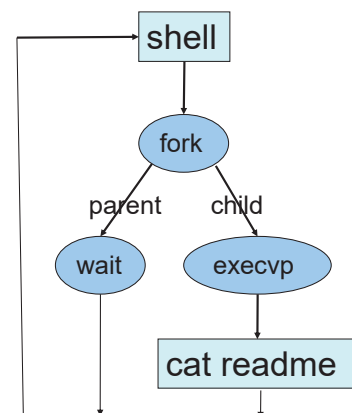 shell
fork
parent child
wait execvp
cat readme